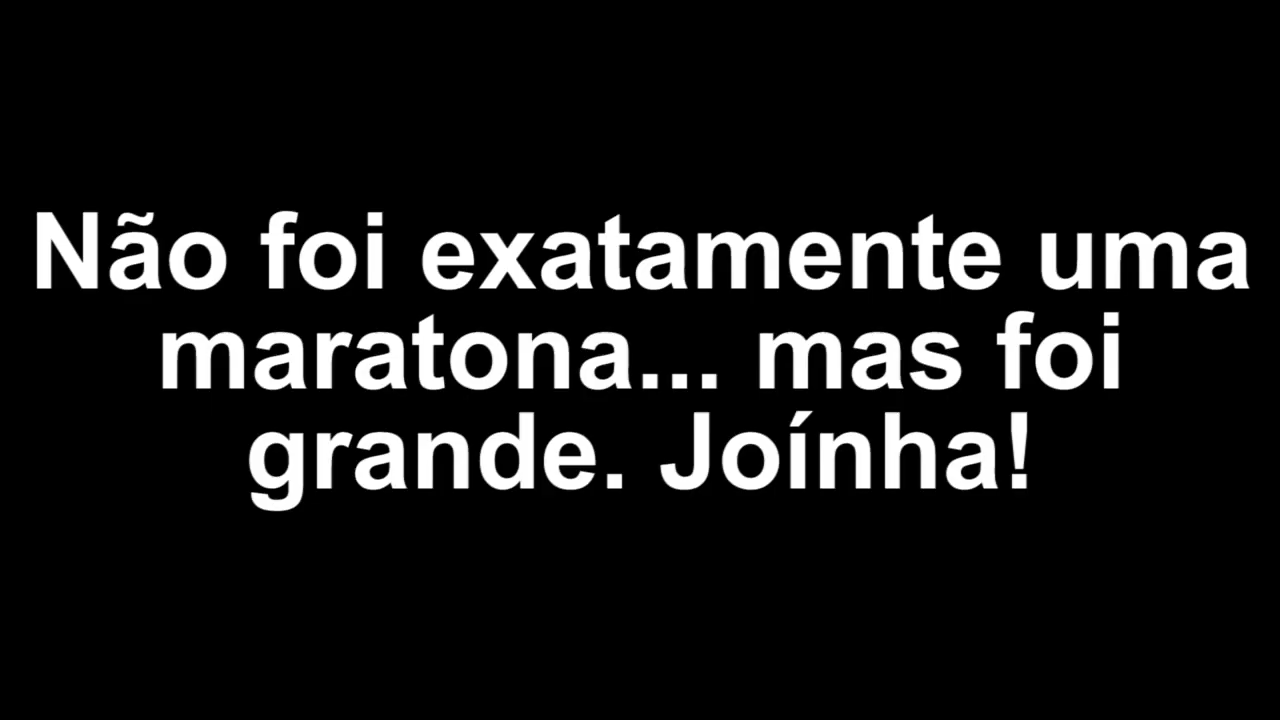 Não foi exatamente uma
maratona... mas foi
grande. Joínha!